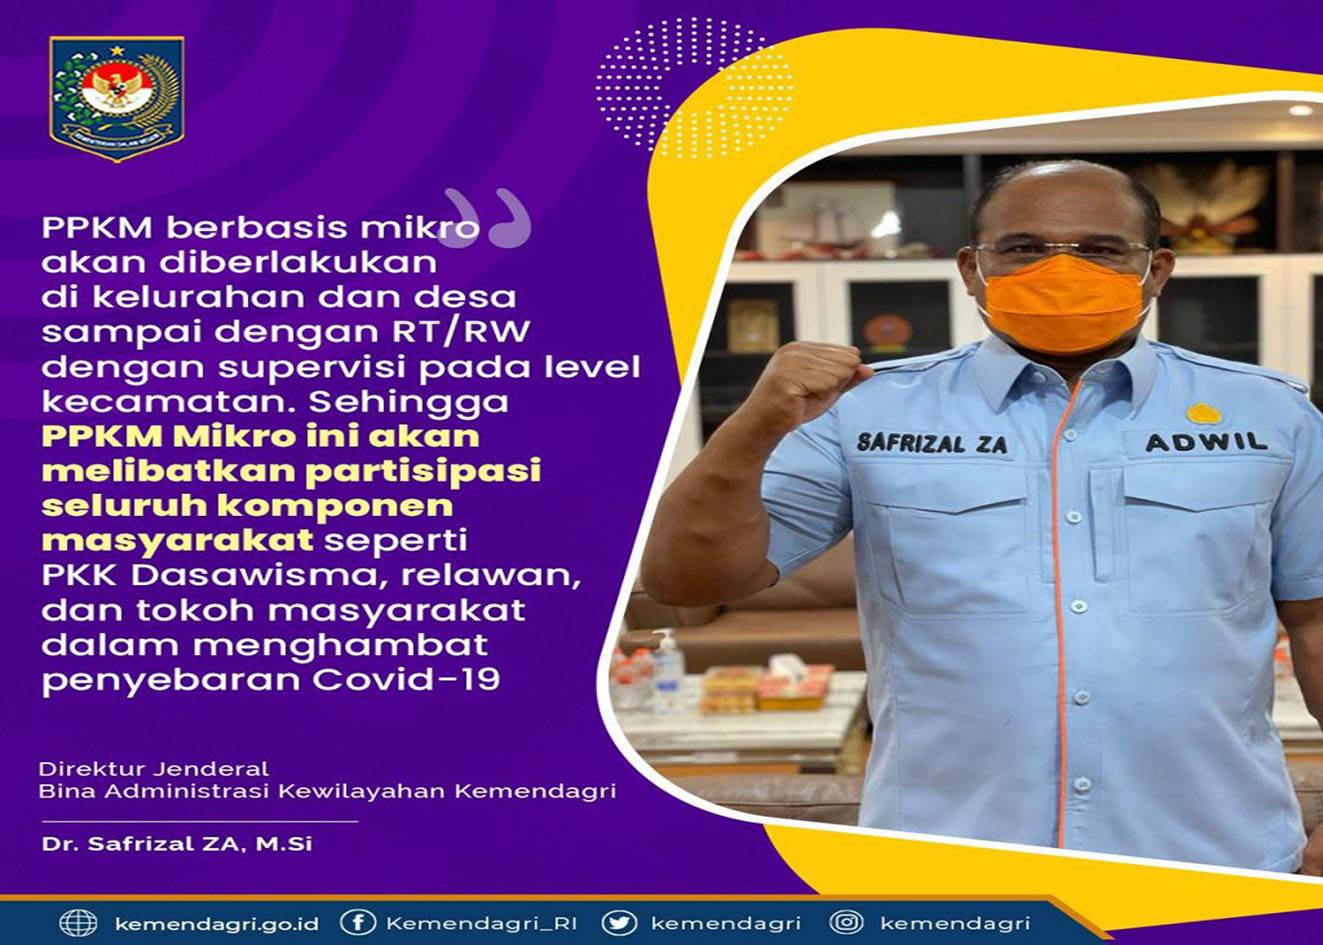 KEMENTERIAN DALAM NEGERI
PPKM berbasis mikro
akan diberlakukan
di kelurahan dan desa
sampai dengan RT/RW
dengan supervisi pada level
kecamatan. Sehingga
PPKM Mikro ini akan
melibatkan partisipasi
seluruh komponen
masyarakat seperti
PKK Dasawisma, relawan,
dan tokoh masyarakat
dalam menghambat
penyebaran Covid-19
SAFRIZAL ZA
ADWIL
Direktur Jenderal
Bina Administrasi Kewilayahan Kemendagri
Dr. Safrizal ZA, M.Si
kemendagri.go.id Kemendagri_RI kemendagri kemendagri